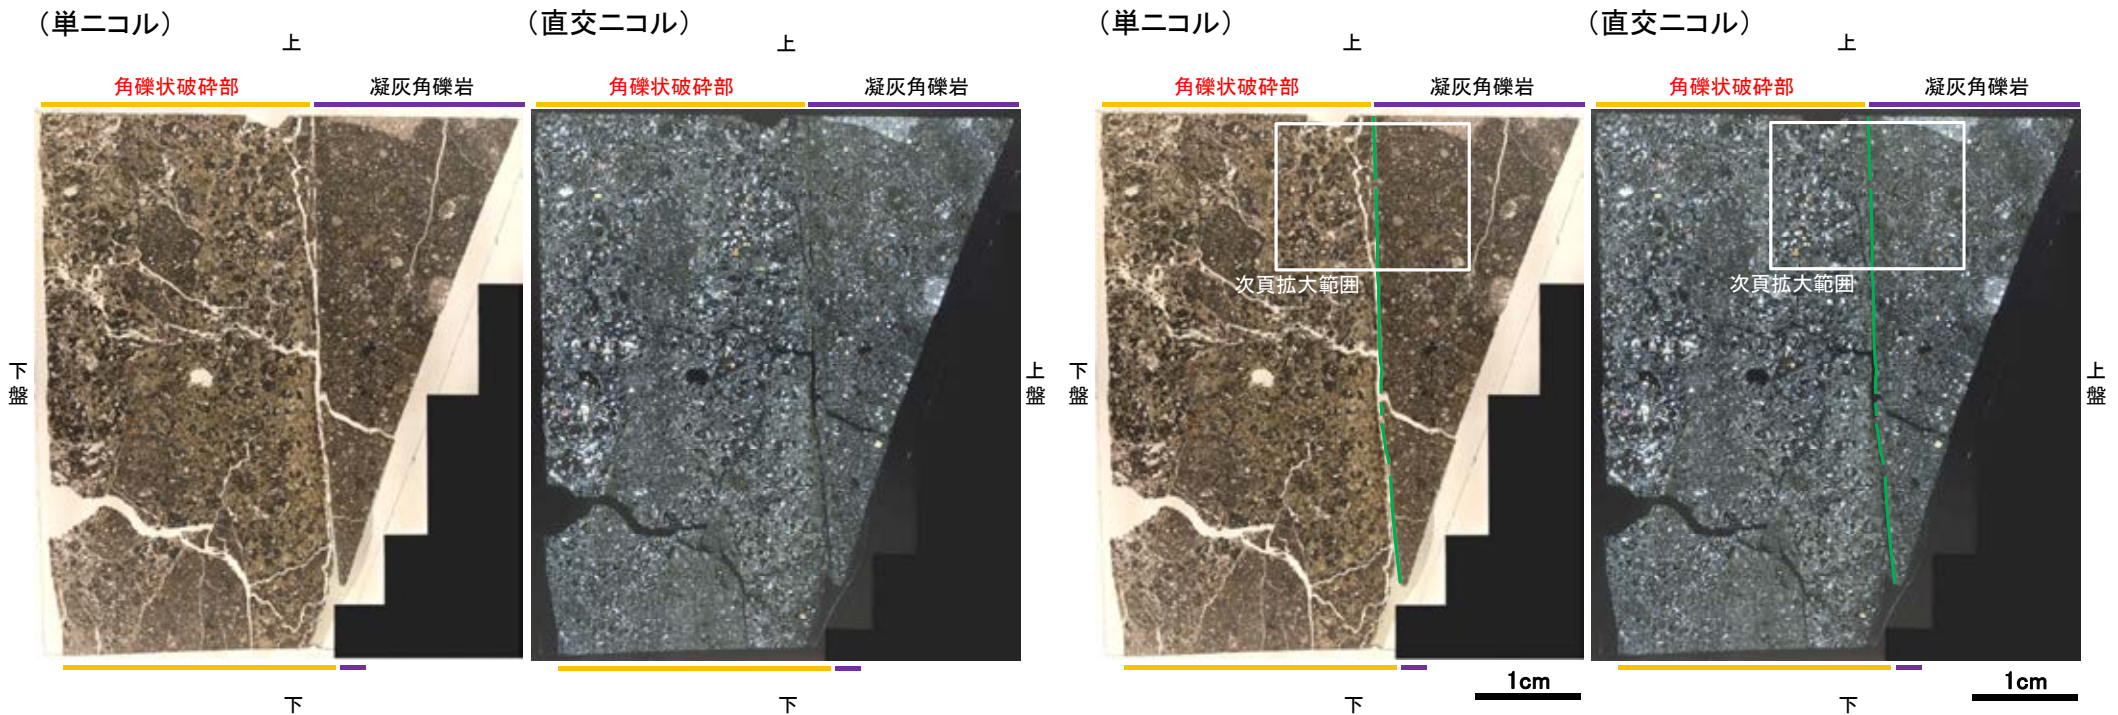 (単ニコル)
(直交ニコル)
(単ニコル)
(直交ニコル)
上
上
上
上
角礫状破砕部
凝灰角礫岩
角礫状破砕部
凝灰角礫岩
角礫状破砕部
凝灰角礫岩
角礫状破砕部
凝灰角礫岩
次頁拡大範囲
次頁拡大範囲
下盤
上盤
下盤
上盤
1cm
1cm
下
下
下
下